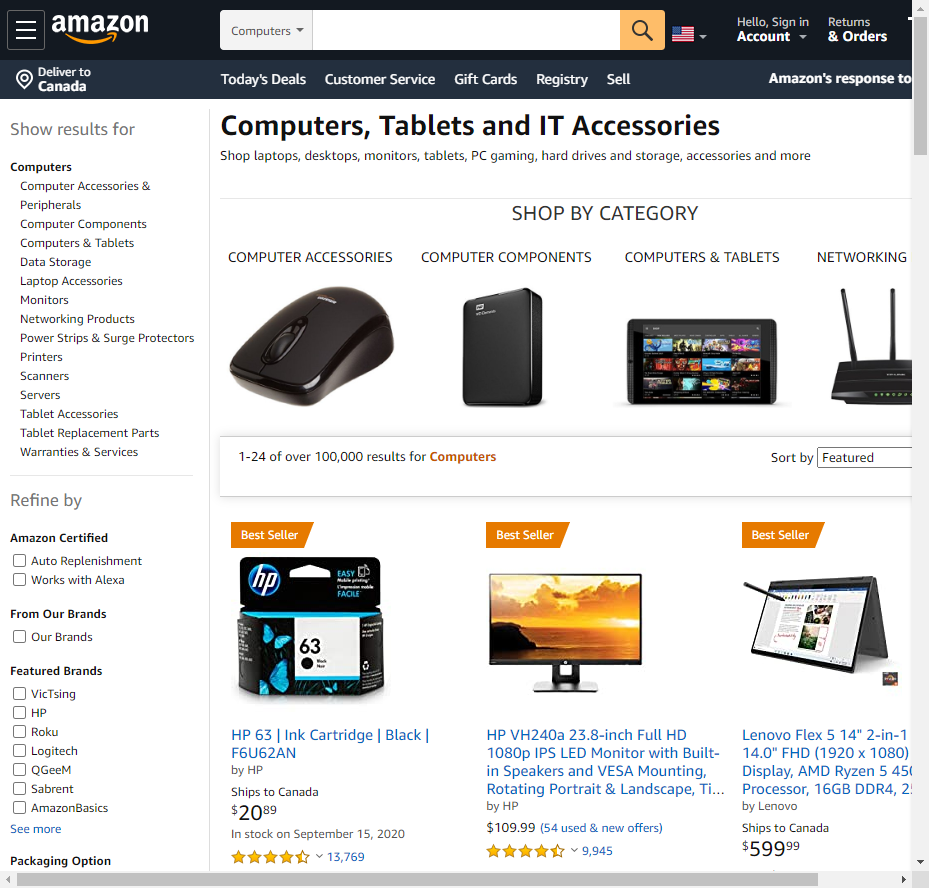 amazon
Computers
Hello, Sign in
Account
Returns
& Orders
Deliver to
Canada
Today's Deals
Customer Service
Gift Cards
Registry
Sell
Amazon's response to
Show results for
Computers
Computer Accessories &
Peripherals
Computer Components
Computers & Tablets
Data Storage
Laptop Accessories
Monitors
Networking Products
Power Strips & Surge Protectors
Printers
Scanners
Servers
Tablet Accessories
Tablet Replacement Parts
Warranties & Services
Refine by
Amazon Certified
Auto Replenishment
Works with Alexa
From Our Brands
Our Brands
Featured Brands
VicTsing
HP
Roku
Logitech
QGeeM
Sabrent
AmazonBasics
See more
Packaging Option
Computers, Tablets and IT Accessories
Shop laptops, desktops, monitors, tablets, PC gaming, hard drives and storage, accessories and more
SHOP BY CATEGORY
COMPUTER ACCESSORIES
COMPUTER COMPONENTS
COMPUTERS & TABLETS
NETWORKING
1-24 of over 100,000 results for Computers
Sort by Featured
Best Seller
hp
EASY
Mobile printing
L'impression mobile
FACILE
63
Black
Noir
HP 63 | Ink Cartridge | Black |
F6U62AN
by HP
Ships to Canada
$20.89
In stock on September 15, 2020
13,769
Best Seller
HP VH240a 23.8-inch Full HD
1080p IPS LED Monitor with Built-
in Speakers and VESA Mounting,
Rotating Portrait & Landscape, Ti...
by HP
$109.99 (54 used & new offers)
9,945
Best Seller
Lenovo Flex 5 14" 2-in-1
14.0" FHD (1920 x 1080)
Display, AMD Ryzen 5 450
Processor, 16GB DDR4, 25
by Lenovo
Ships to Canada
$599.99